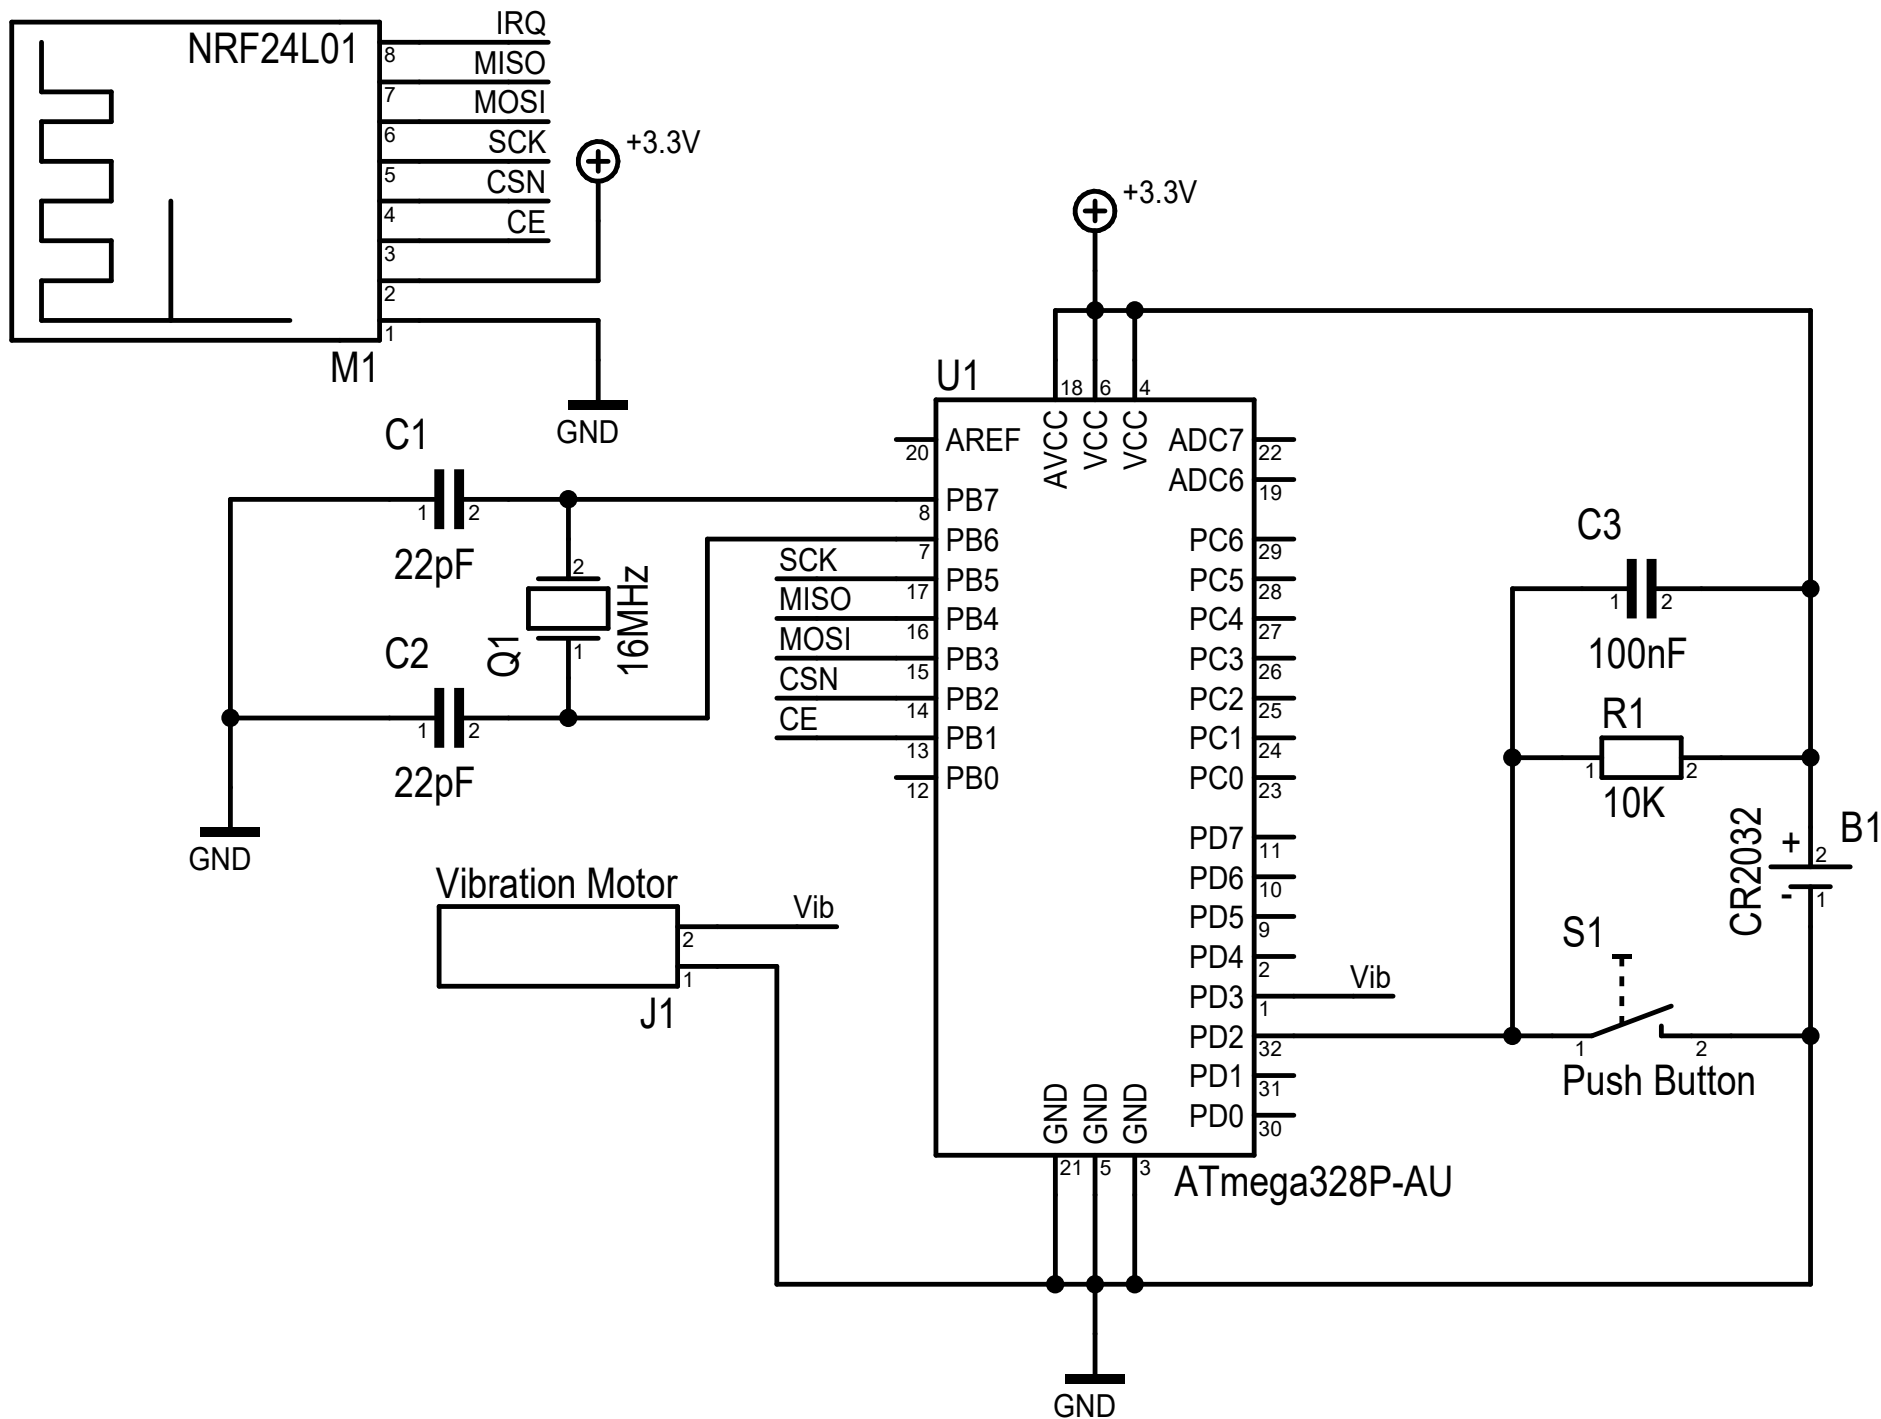 NRF24L01
IRQ
8
MISO
7
MOSI
6
SCK
5
CSN
4
CE
3
2
1
M1
+3.3V
GND
+3.3V
U1
18 6 4
AVCC VCC VCC
AREF
20
PB7
8
PB6
7
SCK
PB5
17
MISO
PB4
16
MOSI
PB3
15
CSN
PB2
14
CE
PB1
13
PB0
12
ADC7
22
ADC6
19
PC6
29
PC5
28
PC4
27
PC3
26
PC2
25
PC1
24
PC0
23
PD7
11
PD6
10
PD5
9
PD4
2
PD3
1
Vib
PD2
32
PD1
31
PD0
30
GND GND GND
21 5 3
ATmega328P-AU
GND
C1
1 2
22pF
2
Q1
16MHz
1
C2
1 2
22pF
GND
Vibration Motor
Vib
2
1
J1
C3
1 2
100nF
R1
1 2
10K
CR2032
+ 2
B1
- 1
S1
1 2
Push Button